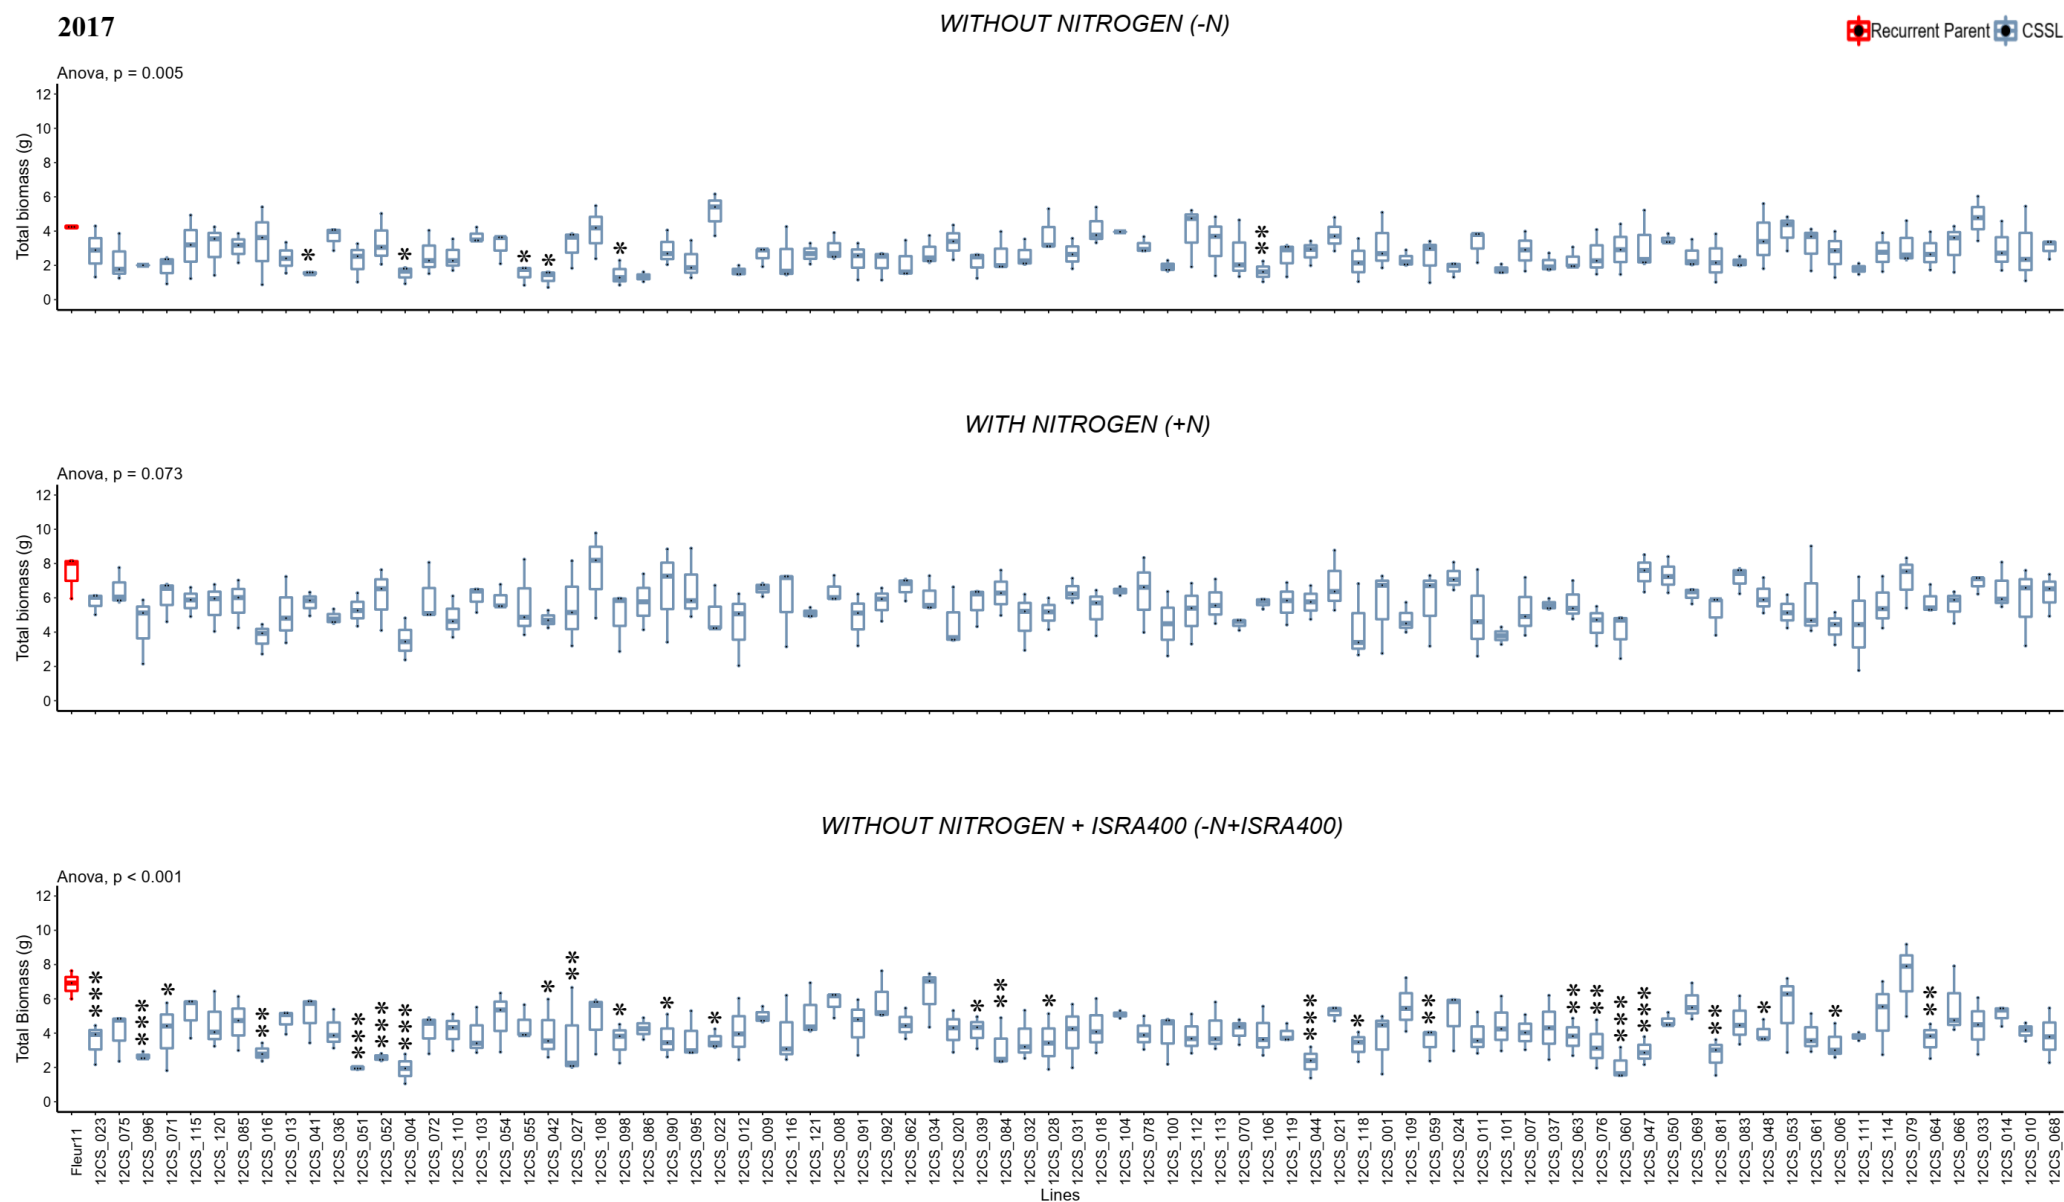 2017
WITHOUT NITROGEN (-N)
Recurrent Parent
CSSL
Anova, p = 0.005
Total biomass (g)
12
10
8
6
4
2
0
*
*
*
*
*
**
WITH NITROGEN (+N)
Anova, p = 0.073
Total biomass (g)
12
10
8
6
4
2
0
WITHOUT NITROGEN + ISRA400 (-N+ISRA400)
Anova, p < 0.001
Total Biomass (g)
12
10
8
6
4
2
0
***
***
*
**
***
***
***
*
**
*
*
*
*
**
*
***
*
**
**
**
***
***
**
*
*
**
Fleur11
12CS_023
12CS_075
12CS_096
12CS_071
12CS_115
12CS_120
12CS_085
12CS_016
12CS_013
12CS_041
12CS_036
12CS_051
12CS_052
12CS_004
12CS_072
12CS_110
12CS_103
12CS_054
12CS_055
12CS_042
12CS_027
12CS_108
12CS_098
12CS_086
12CS_090
12CS_095
12CS_022
12CS_012
12CS_009
12CS_116
12CS_121
12CS_008
12CS_091
12CS_092
12CS_062
12CS_034
12CS_020
12CS_039
12CS_084
12CS_032
12CS_028
12CS_031
12CS_018
12CS_104
12CS_078
12CS_100
12CS_112
12CS_113
12CS_070
12CS_106
12CS_119
12CS_044
12CS_021
12CS_118
12CS_001
12CS_109
12CS_059
12CS_024
12CS_011
12CS_101
12CS_007
12CS_037
12CS_063
12CS_076
12CS_060
12CS_047
12CS_050
12CS_069
12CS_081
12CS_083
12CS_048
12CS_053
12CS_061
12CS_006
12CS_111
12CS_114
12CS_079
12CS_064
12CS_066
12CS_033
12CS_014
12CS_010
12CS_068
Lines